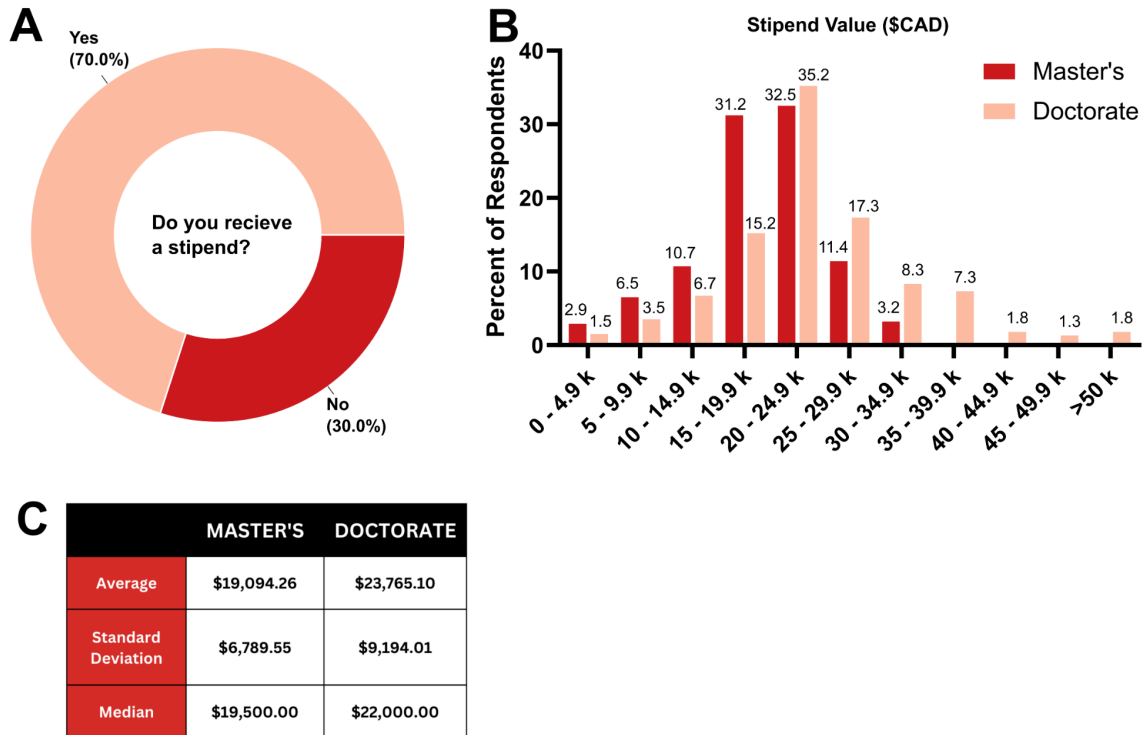 A
Yes
(70.0%)
Do you recieve
a stipend?
No
(30.0%)
B
Stipend Value ($CAD)
Percent of Respondents
40
30
20
10
0
Master's
Doctorate
2.9
1.5
6.5
3.5
10.7
6.7
31.2
15.2
32.5
35.2
11.4
17.3
3.2
8.3
7.3
1.8
1.3
1.8
0 - 4.9 k
5 - 9.9 k
10 - 14.9 k
15 - 19.9 k
20 - 24.9 k
25 - 29.9 k
30 - 34.9 k
35 - 39.9 k
40 - 44.9 k
45 - 49.9 k
>50 k
C
MASTER'S DOCTORATE
Average $19,094.26 $23,765.10
Standard
Deviation $6,789.55 $9,194.01
Median $19,500.00 $22,000.00